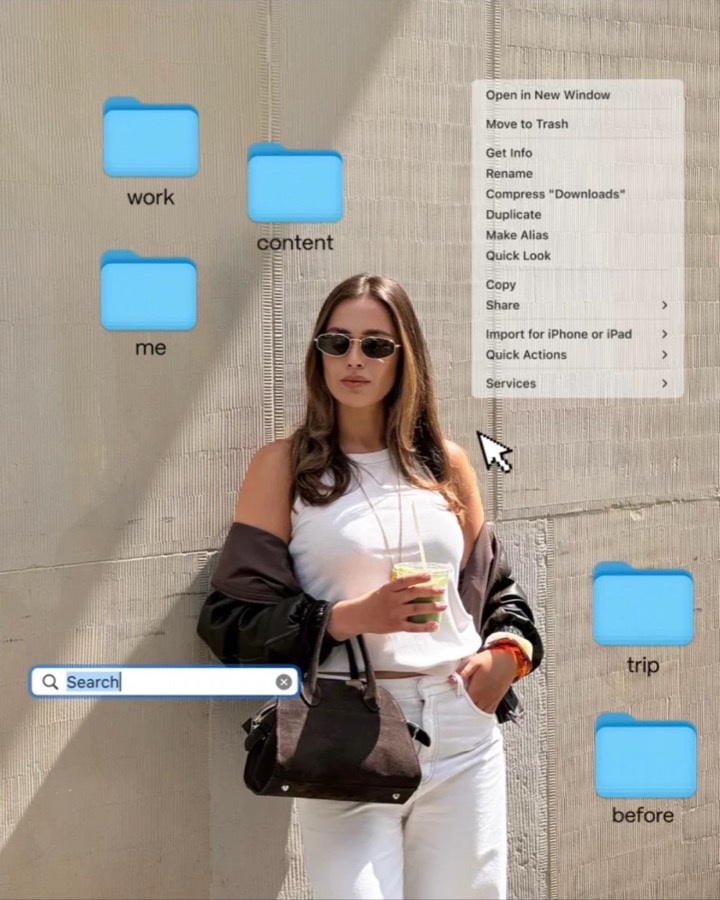 work
content
me
Open in New Window
Move to Trash
Get Info
Rename
Compress "Downloads"
Duplicate
Make Alias
Quick Look
Copy
Share
Import for iPhone or iPad
Quick Actions
Services
Search
trip
before